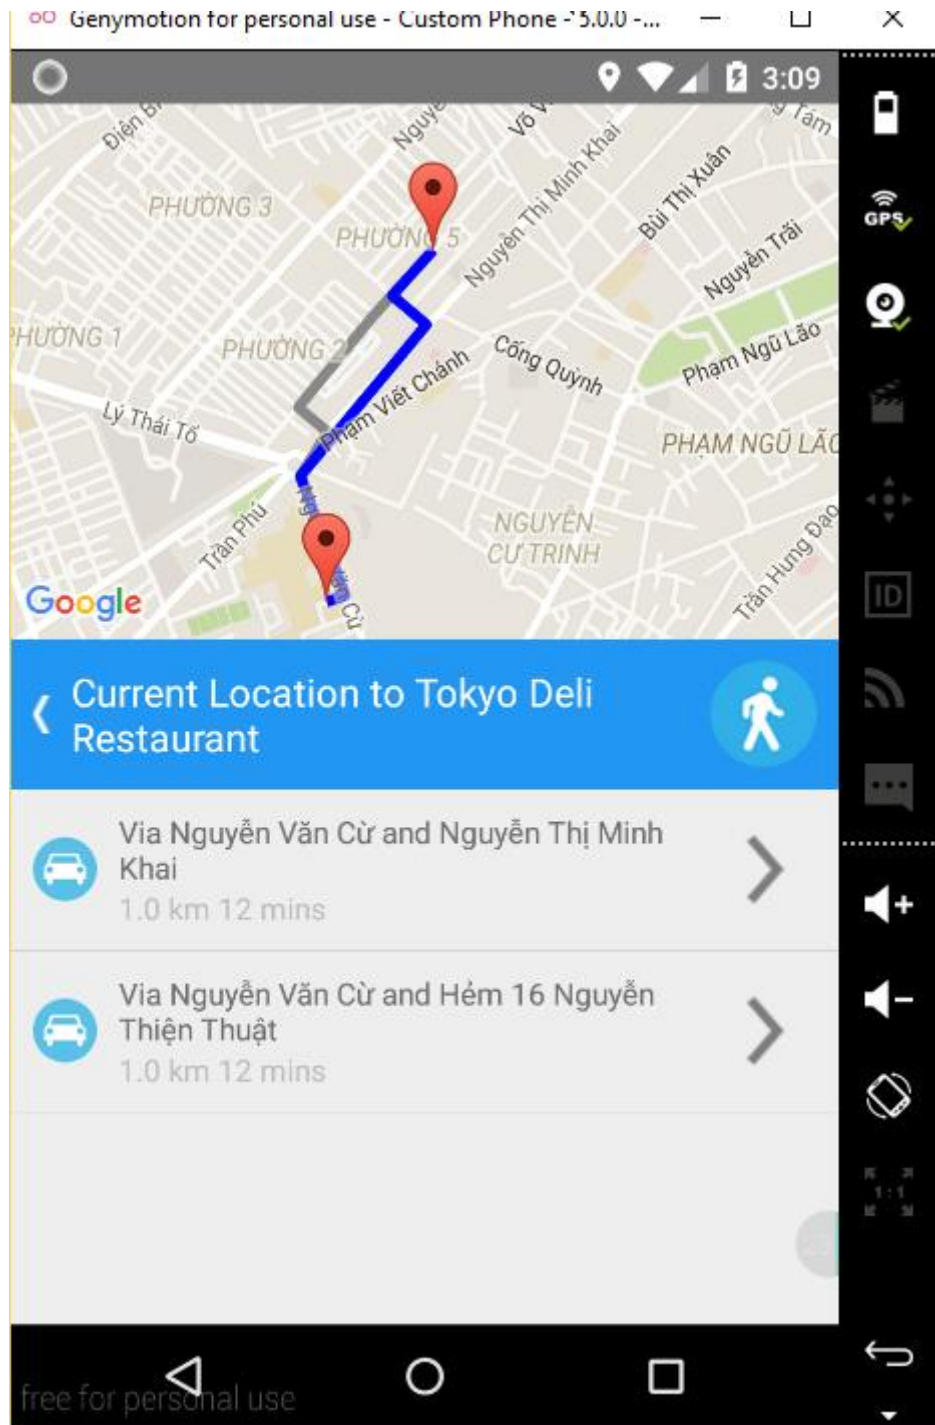 Genymotion for personal use - Custom Phone - 5.0.0 -...
3:09
Điện
Nguyễ
Tám
PHƯỜNG 3
Nguyễn Thị Minh Khai
Bùi Thị Xuân
PHƯỜNG 5
Nguyễn Trãi
GPS
PHƯỜNG 1
PHƯỜNG 2
Cống Quỳnh
Phạm Ngũ Lão
Phạm Viết Chánh
Lý Thái Tổ
PHẠM NGŨ LÃO
NGUYỄN
CƯ TRINH
Trần Phú
Trần Hưng Đạo
Cừ
Google
ID
Current Location to Tokyo Deli
Restaurant
Via Nguyễn Văn Cừ and Nguyễn Thị Minh
Khai
1.0 km 12 mins
Via Nguyễn Văn Cừ and Hẻm 16 Nguyễn
Thiện Thuật
1.0 km 12 mins
1:1
free for personal use